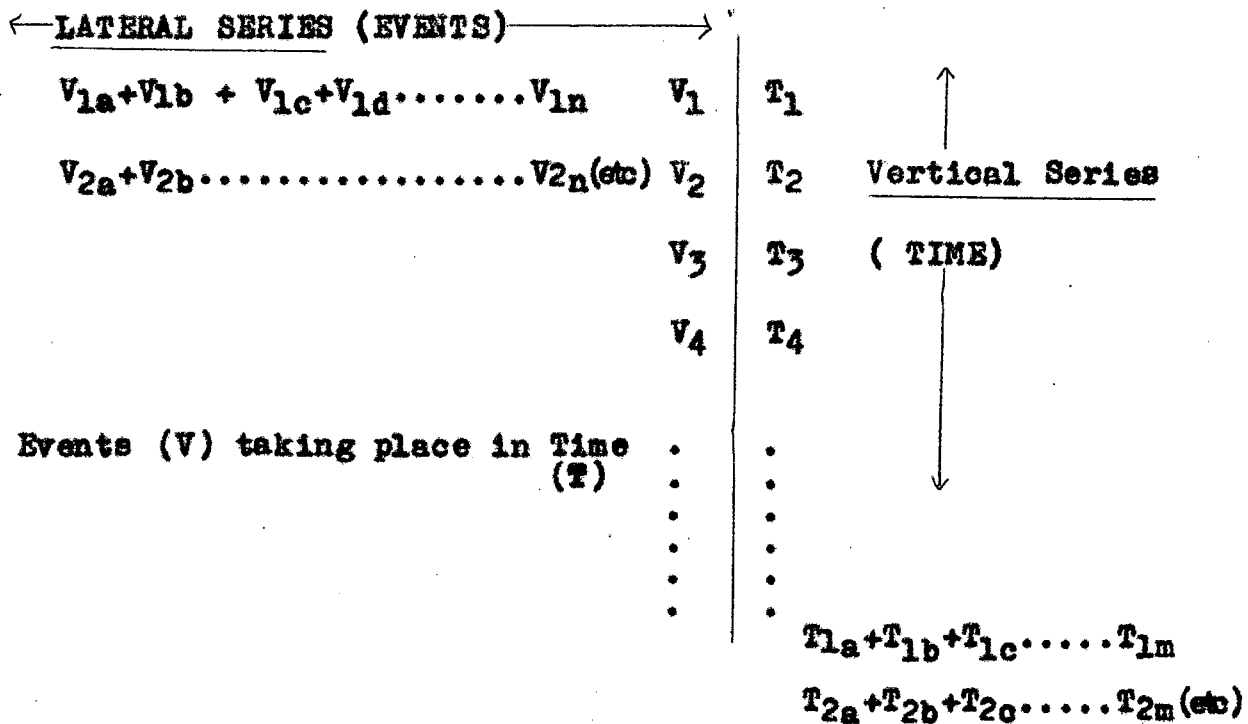 ←LATERAL SERIES (EVENTS)→
V1a+V1b + V1c+V1d.......V1n V1 T1
V2a+V2b.................V2n(etc) V2 T2 Vertical Series
V3 T3 ( TIME)
V4 T4
Events (V) taking place in Time . .
(T) . .
. .
. .
. .
. .
T1a+T1b+T1c.....T1m
T2a+T2b+T2c.....T2m(etc)